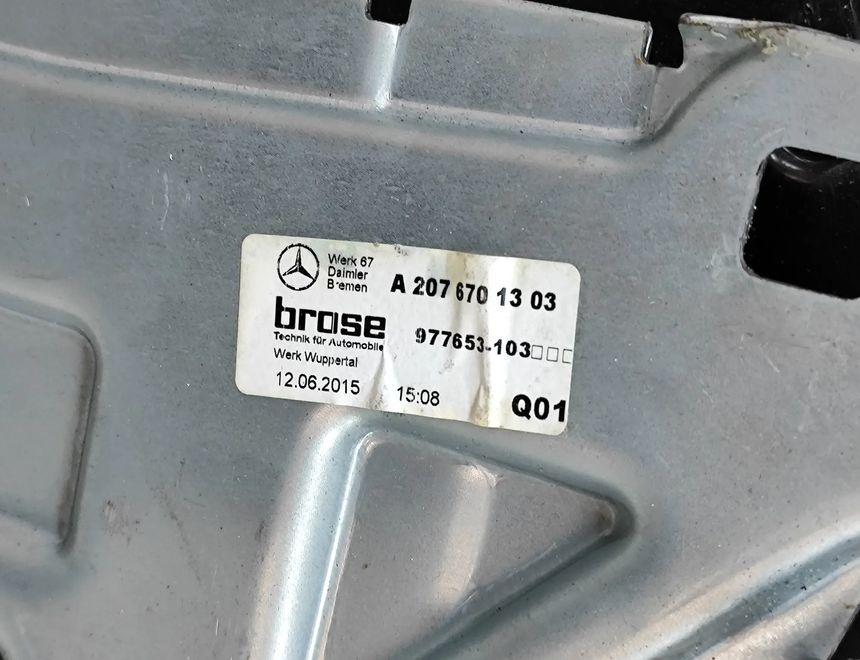 Werk 67
Daimler
Bremen
A 207 670 13 03
brose
Technik für Automobile
977653-103□□□
Werk Wuppertal
12.06.2015 15:08
Q01